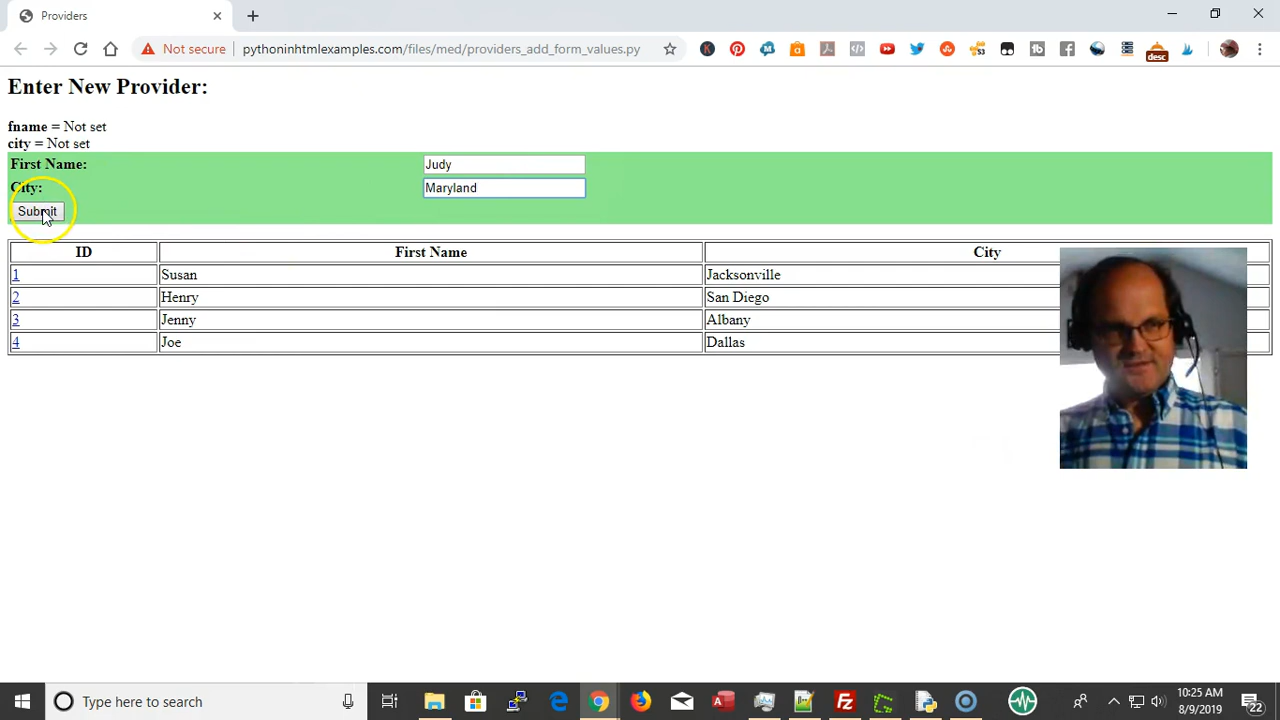 Providers
Not secure
pythoninhtmlexamples.com/files/med/providers_add_form_values.py
desc
Enter New Provider:
fname = Not set
city = Not set
First Name: Judy
City: Maryland
Submit
ID First Name City
1 Susan Jacksonville
2 Henry San Diego
3 Jenny Albany
4 Joe Dallas
Type here to search
10:25 AM
8/9/2019
22